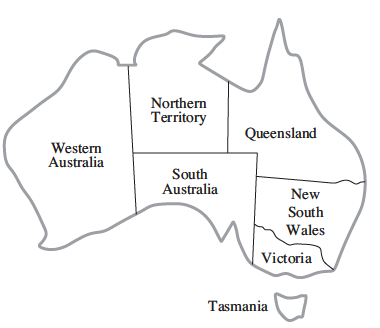 Northern
Territory
Queensland
Western
Australia
South
Australia
New
South
Wales
Victoria
Tasmania